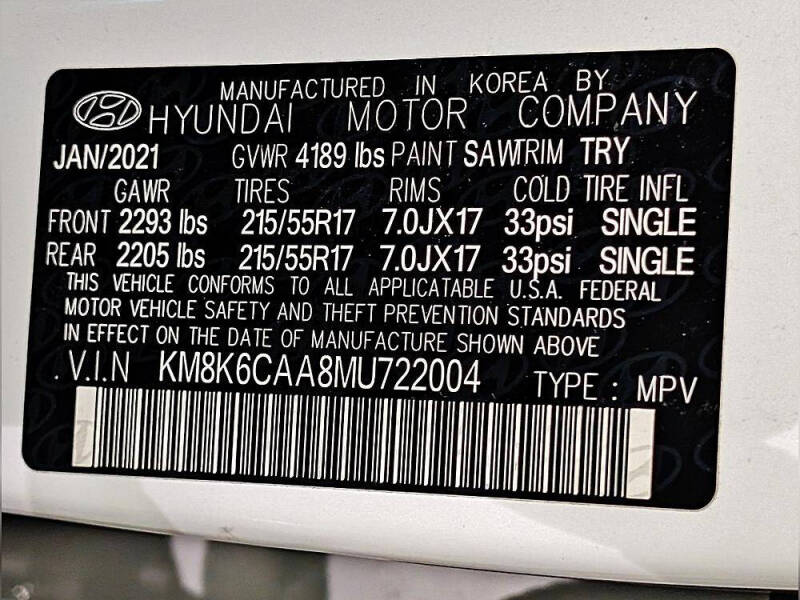 MANUFACTURED IN KOREA BY
HYUNDAI MOTOR COMPANY
JAN/2021 GVWR 4189 lbs PAINT SAW TRIM TRY
GAWR TIRES RIMS COLD TIRE INFL
FRONT 2293 lbs 215/55R17 7.0JX17 33psi SINGLE
REAR 2205 lbs 215/55R17 7.0JX17 33psi SINGLE
THIS VEHICLE CONFORMS TO ALL APPLICATABLE U.S.A. FEDERAL
MOTOR VEHICLE SAFETY AND THEFT PREVENTION STANDARDS
IN EFFECT ON THE DATE OF MANUFACTURE SHOWN ABOVE
.V.I.N KM8K6CAA8MU722004 TYPE : MPV